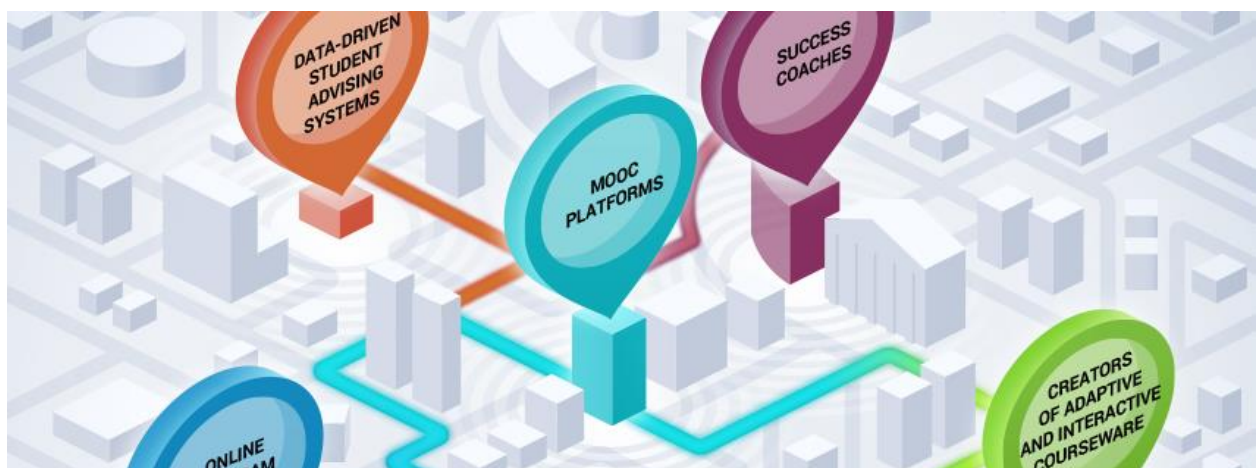 DATA-DRIVEN
STUDENT
ADVISING
SYSTEMS
SUCCESS
COACHES
MOOC
PLATFORMS
CREATORS
OF ADAPTIVE
AND INTERACTIVE
COURSEWARE
ONLINE